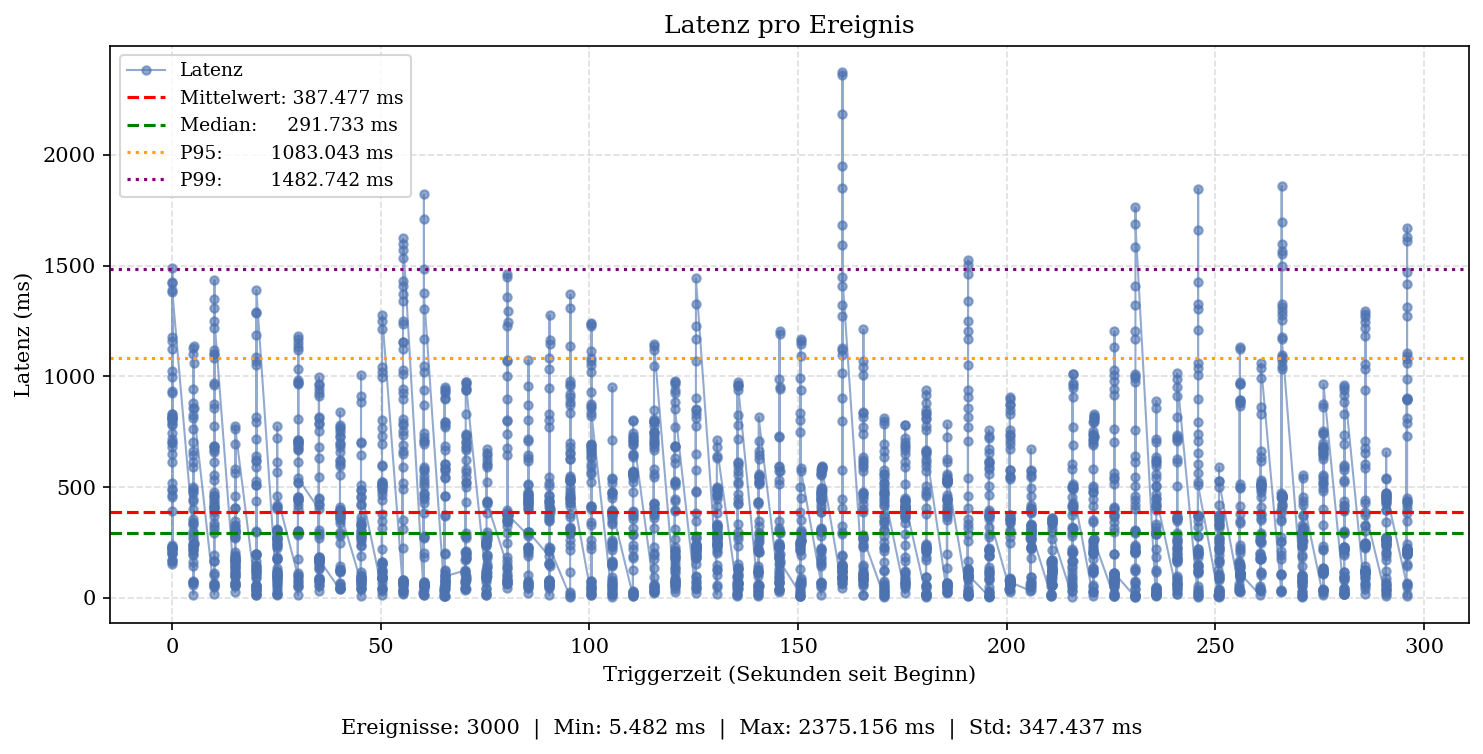 Latenz pro Ereignis
Latenz
Mittelwert: 387.477 ms
Median: 291.733 ms
P95: 1083.043 ms
P99: 1482.742 ms
Latenz (ms)
2000
1500
1000
500
0
0 50 100 150 200 250 300
Triggerzeit (Sekunden seit Beginn)
Ereignisse: 3000 | Min: 5.482 ms | Max: 2375.156 ms | Std: 347.437 ms